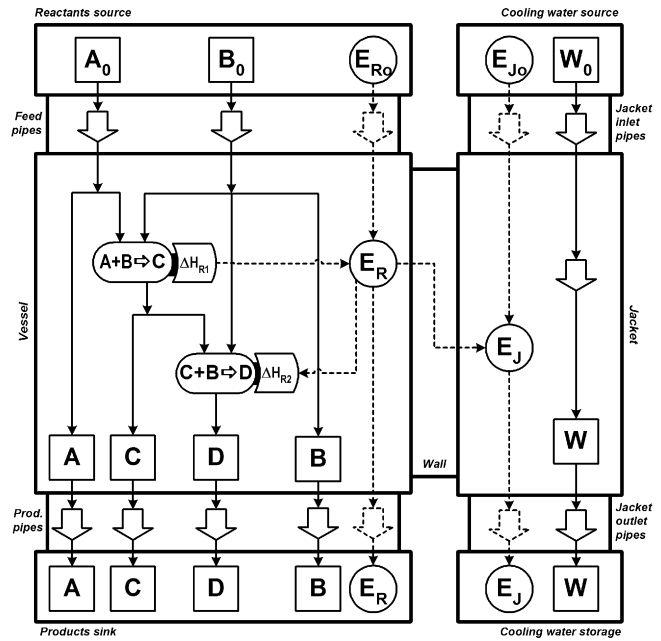 Reactants source
Cooling water source
A0
B0
ERo
EJo
W0
Feed
pipes
Jacket
inlet
pipes
Vessel
A+B⇨C
ΔHR1
ER
Jacket
EJ
C+B⇨D
ΔHR2
A
C
D
B
W
Wall
Prod.
pipes
Jacket
outlet
pipes
A
C
D
B
ER
EJ
W
Products sink
Cooling water storage